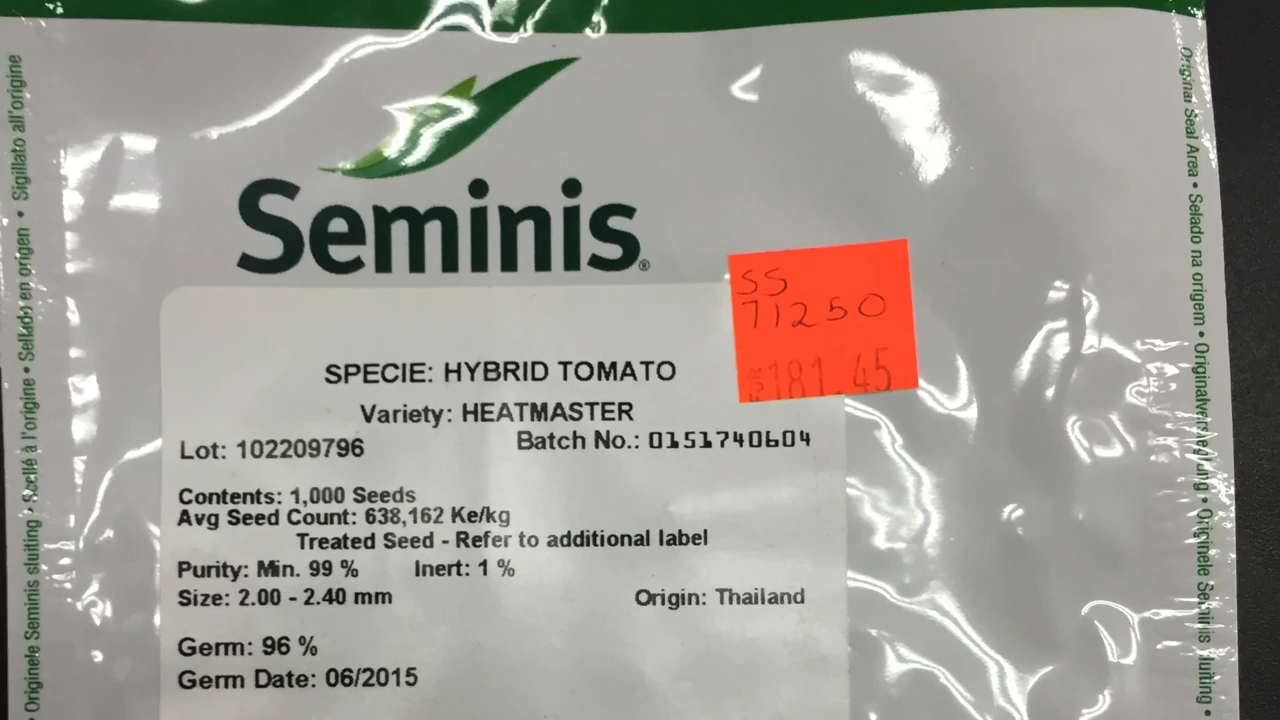 Seminis®
SS
71250
181.45
SPECIE: HYBRID TOMATO
Variety: HEATMASTER
Lot: 102209796
Batch No.: 0151740604
Contents: 1,000 Seeds
Avg Seed Count: 638,162 Ke/kg
Treated Seed - Refer to additional label
Purity: Min. 99 % Inert: 1 %
Size: 2.00 - 2.40 mm
Origin: Thailand
Germ: 96 %
Germ Date: 06/2015
• Originele Seminis sluiting • Scellé à l'origine • Sellado en origen • Sigillato all'origine
Original Seal Area • Selado na origem • Originalversieglung • Originele Seminis sluiting •